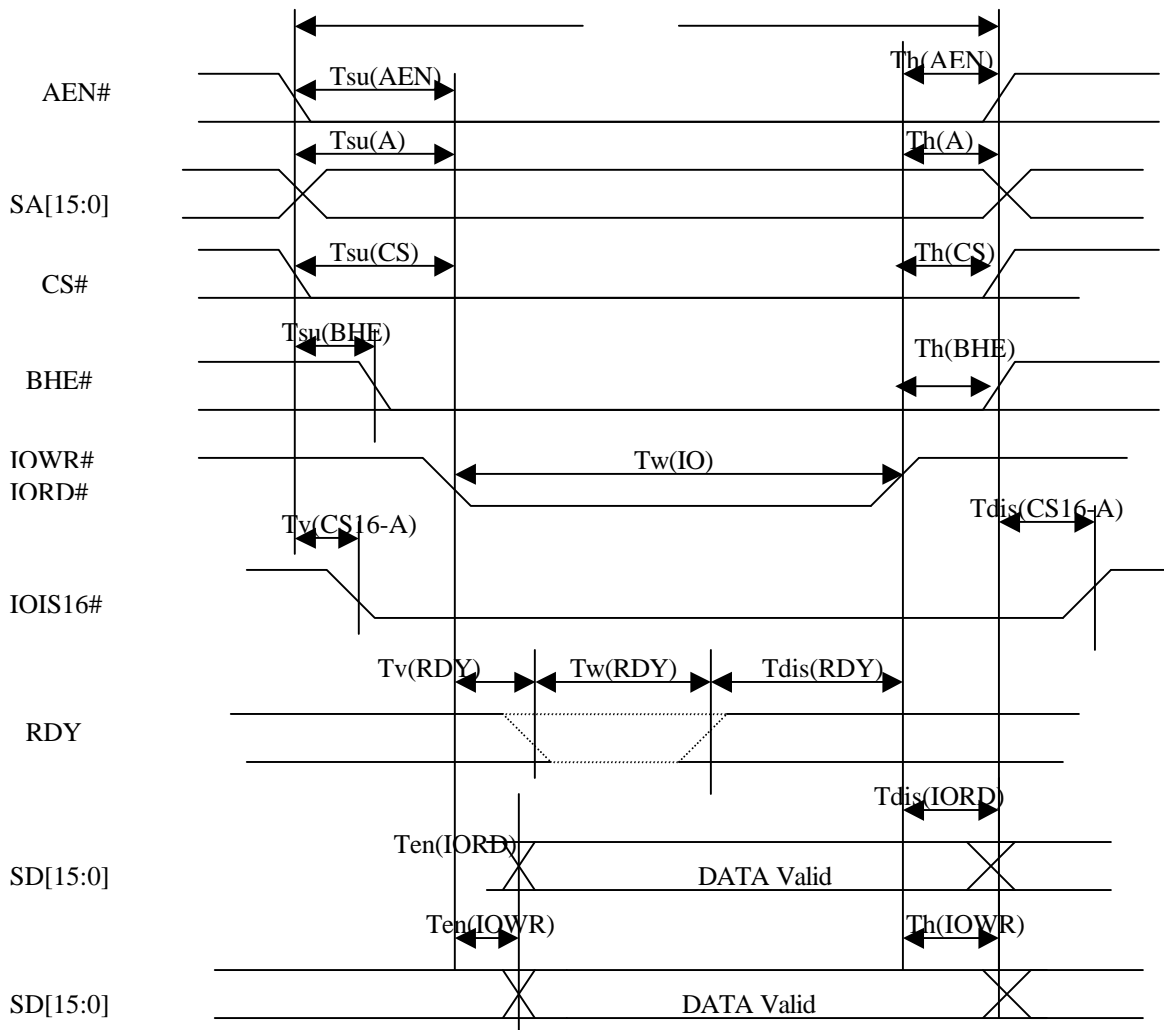 Th(AEN)
Tsu(AEN)
AEN#
Tsu(A)
Th(A)
SA[15:0]
Tsu(CS)
Th(CS)
CS#
Tsu(BHE)
Th(BHE)
BHE#
IOWR#
Tw(IO)
IORD#
Tv(CS16-A)
Tdis(CS16-A)
IOIS16#
Tv(RDY)
Tw(RDY)
Tdis(RDY)
RDY
Tdis(IORD)
Ten(IORD)
SD[15:0]
DATA Valid
Ten(IOWR)
Th(IOWR)
SD[15:0]
DATA Valid